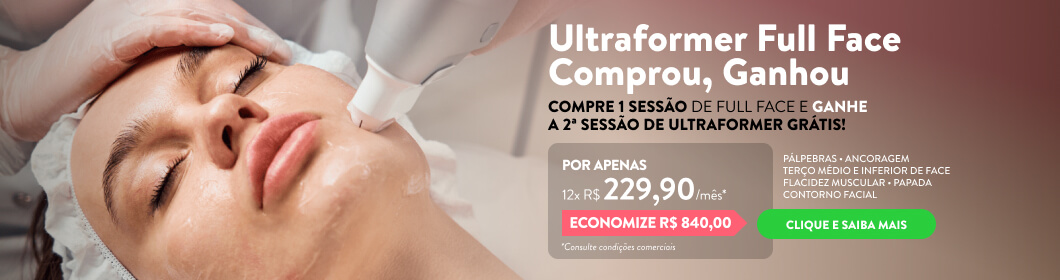 Ultraformer Full Face
Comprou, Ganhou
COMPRE 1 SESSÃO DE FULL FACE E GANHE
A 2ª SESSÃO DE ULTRAFORMER GRÁTIS!
POR APENAS
12x R$ 229,90/mês*
ECONOMIZE R$ 840,00
*Consulte condições comerciais
PÁLPEBRAS • ANCORAGEM
TERÇO MÉDIO E INFERIOR DE FACE
FLACIDEZ MUSCULAR • PAPADA
CONTORNO FACIAL
CLIQUE E SAIBA MAIS